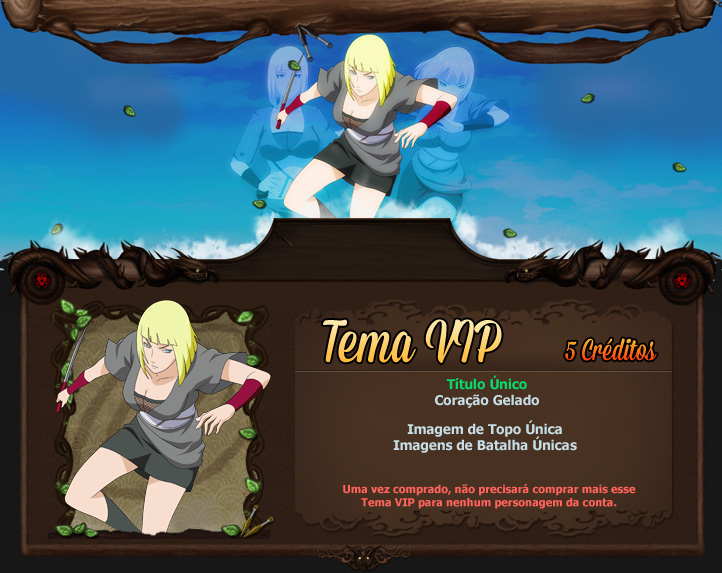 Tema VIP
5 Créditos
Título Único
Coração Gelado
Imagem de Topo Única
Imagens de Batalha Únicas
Uma vez comprado, não precisará comprar mais esse
Tema VIP para nenhum personagem da conta.